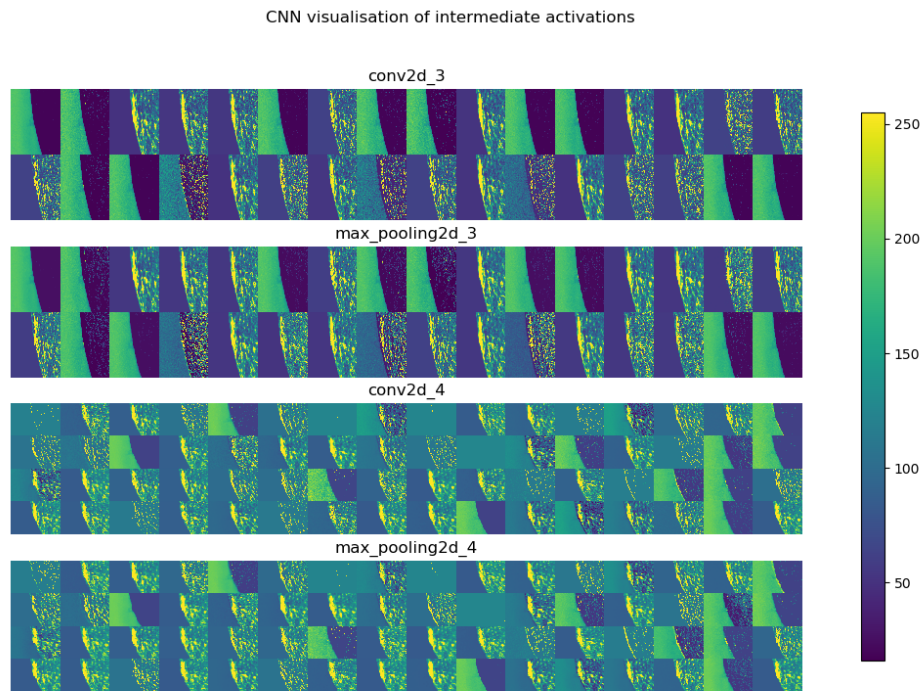 CNN visualisation of intermediate activations
conv2d_3
max_pooling2d_3
conv2d_4
max_pooling2d_4
250
200
150
100
50